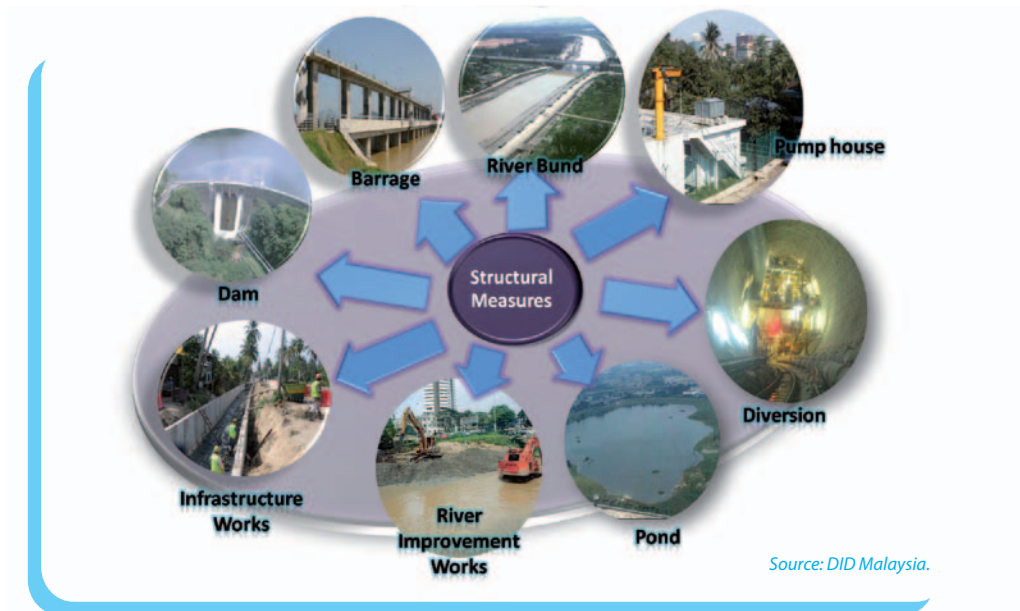 Barrage
River Bund
Pump house
Dam
Structural
Measures
Diversion
Infrastructure
Works
River
Improvement
Works
Pond
Source: DID Malaysia.